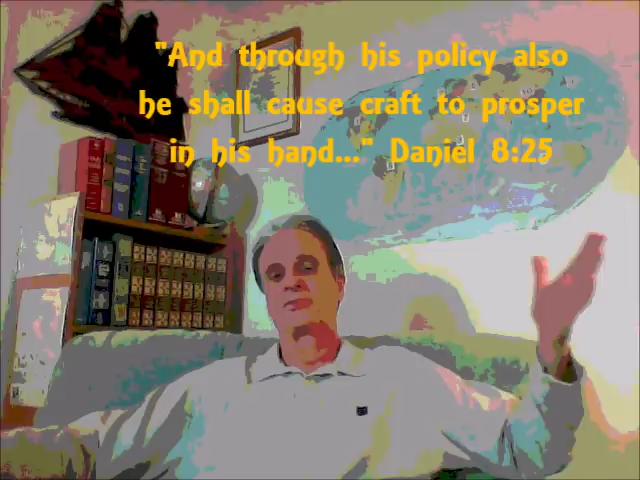 "And through his policy also
he shall cause craft to prosper
in his hand..." Daniel 8:25